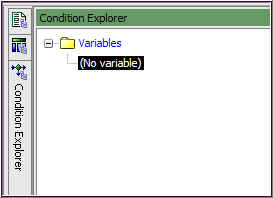 Condition Explorer
Variables
(No variable)
Condition Explorer